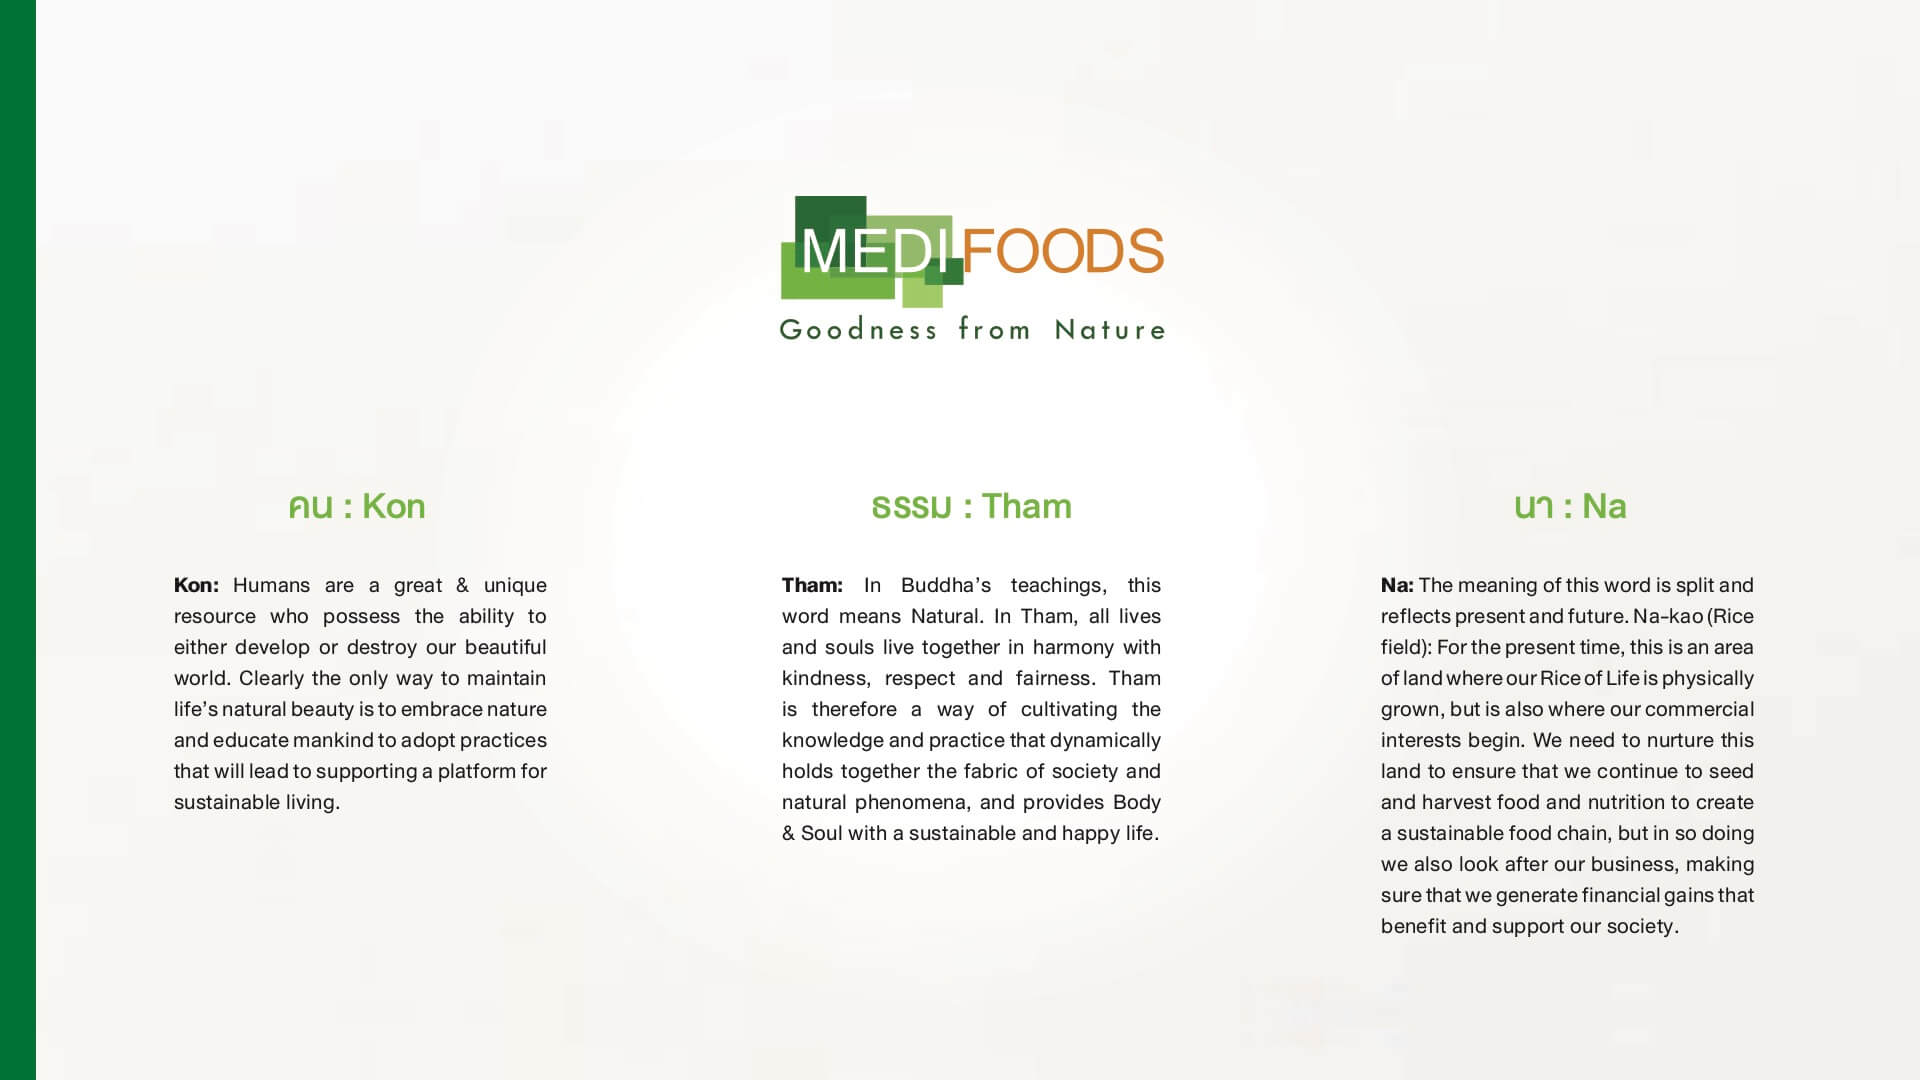 MEDIFOODS
Goodness from Nature
คน : Kon
Kon: Humans are a great & unique
resource who possess the ability to
either develop or destroy our beautiful
world. Clearly the only way to maintain
life's natural beauty is to embrace nature
and educate mankind to adopt practices
that will lead to supporting a platform for
sustainable living.
ธรรม : Tham
Tham: In Buddha's teachings, this
word means Natural. In Tham, all lives
and souls live together in harmony with
kindness, respect and fairness. Tham
is therefore a way of cultivating the
knowledge and practice that dynamically
holds together the fabric of society and
natural phenomena, and provides Body
& Soul with a sustainable and happy life.
นา : Na
Na: The meaning of this word is split and
reflects present and future. Na-kao (Rice
field): For the present time, this is an area
of land where our Rice of Life is physically
grown, but is also where our commercial
interests begin. We need to nurture this
land to ensure that we continue to seed
and harvest food and nutrition to create
a sustainable food chain, but in so doing
we also look after our business, making
sure that we generate financial gains that
benefit and support our society.